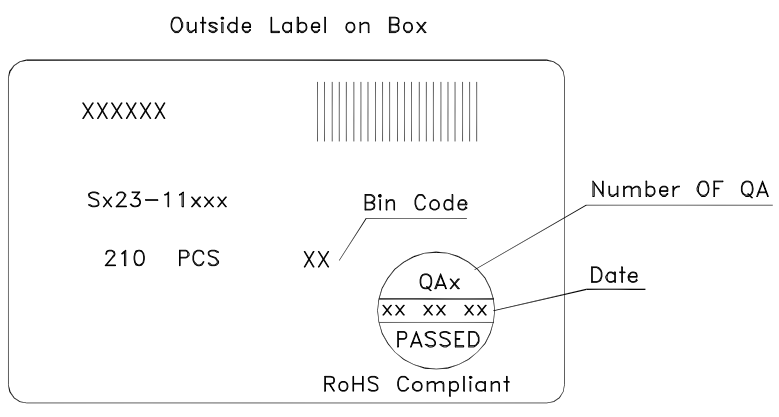 Outside Label on Box
XXXXXX
Sx23-11xxx
Bin Code
Number OF QA
210 PCS
XX
QAx
Date
xx xx xx
PASSED
RoHS Compliant